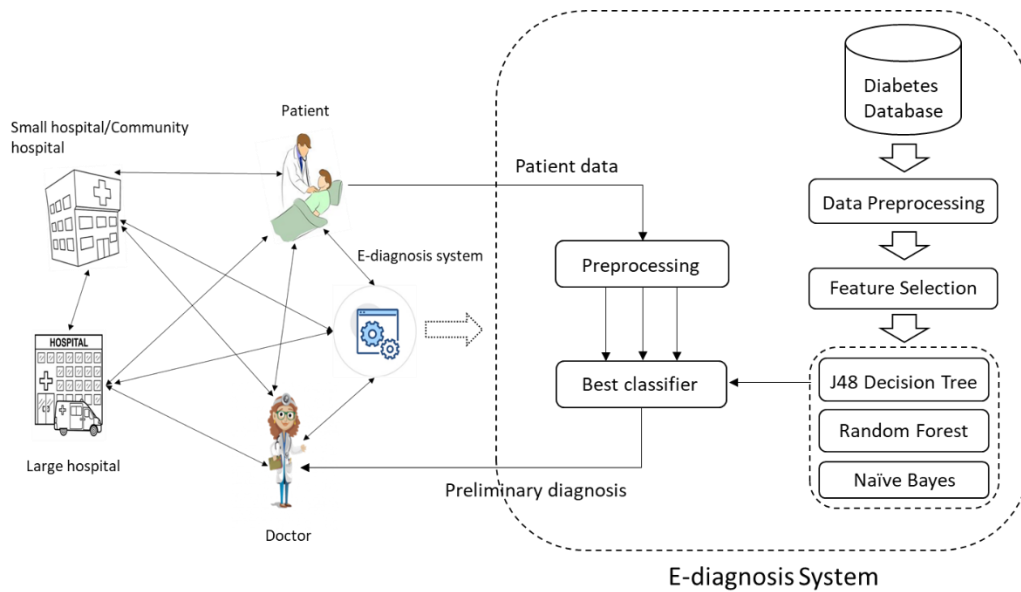 Small hospital/Community
hospital
Patient
E-diagnosis system
HOSPITAL
Large hospital
Doctor
Patient data
Preprocessing
Best classifier
Preliminary diagnosis
Diabetes
Database
Data Preprocessing
Feature Selection
J48 Decision Tree
Random Forest
Naïve Bayes
E-diagnosis System